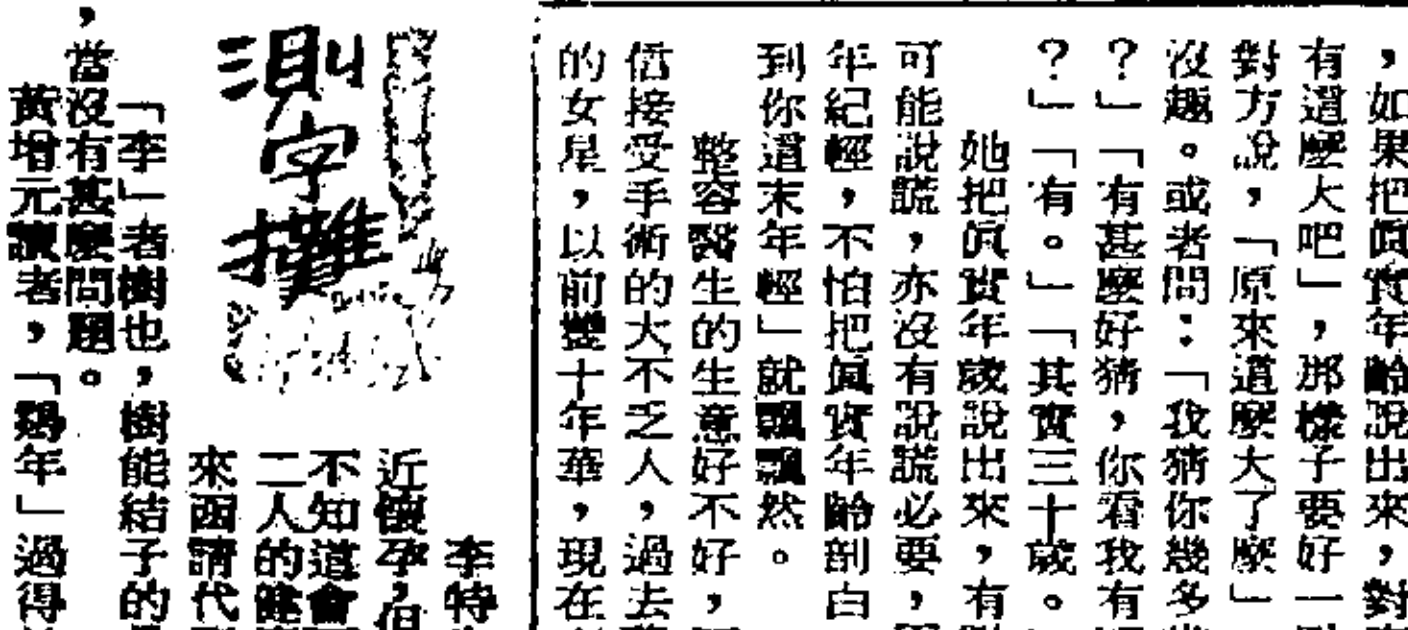 ，如果把眞實年齡說出來，對
有這麼大吧」，那樣子要好一
對方說，「原來這麼大了麼」
沒趣。或者問：「我猜你幾多
？」「有甚麼好猜，你看我有
？」「有。」「其實三十歲。
她把眞實年歲說出來，有
可能說謊，亦沒有說謊必要，
年紀輕，不怕把眞實年齡剖白
到你這末年輕」就飄飄然。
整容醫生的生意好不好，
信接受手術的大不乏人，過去
的女星，以前雙十年華，現在
測字攤
李特
近懷孕，但
不知道會
二人的健
來函請代
「李」者樹也，樹能結子的
，當沒有甚麼問題。
黃增元讀者，「鷄年」過得